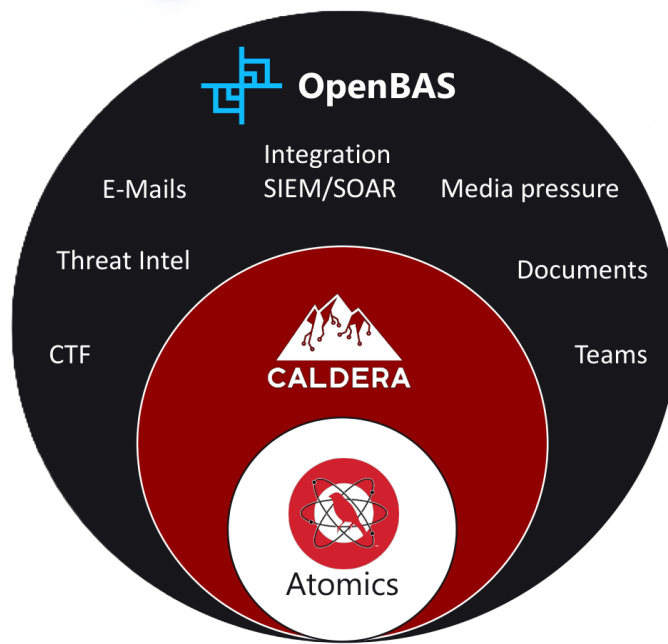 OpenBAS
Integration
SIEM/SOAR
E-Mails
Media pressure
Threat Intel
Documents
CTF
Teams
CALDERA
Atomics